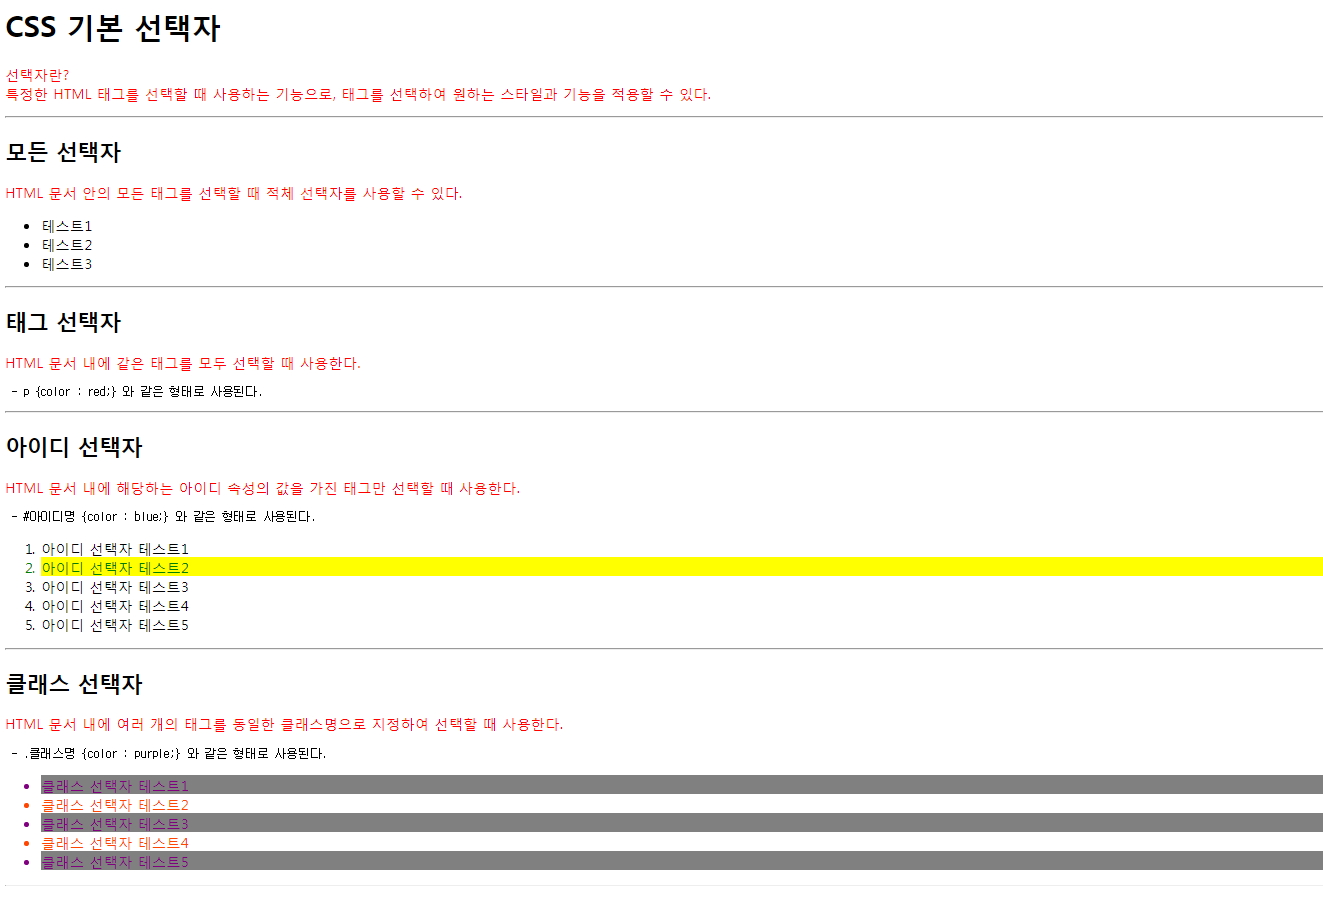 CSS 기본 선택자
선택자란?
특정한 HTML 태그를 선택할 때 사용하는 기능으로, 태그를 선택하여 원하는 스타일과 기능을 적용할 수 있다.
모든 선택자
HTML 문서 안의 모든 태그를 선택할 때 적체 선택자를 사용할 수 있다.
• 테스트1
• 테스트2
• 테스트3
태그 선택자
HTML 문서 내에 같은 태그를 모두 선택할 때 사용한다.
- p {color : red;} 와 같은 형태로 사용된다.
아이디 선택자
HTML 문서 내에 해당하는 아이디 속성의 값을 가진 태그만 선택할 때 사용한다.
- #아이디명 {color : blue;} 와 같은 형태로 사용된다.
1. 아이디 선택자 테스트1
2. 아이디 선택자 테스트2
3. 아이디 선택자 테스트3
4. 아이디 선택자 테스트4
5. 아이디 선택자 테스트5
클래스 선택자
HTML 문서 내에 여러 개의 태그를 동일한 클래스명으로 지정하여 선택할 때 사용한다.
- .클래스명 {color : purple;} 와 같은 형태로 사용된다.
• 클래스 선택자 테스트1
• 클래스 선택자 테스트2
• 클래스 선택자 테스트3
• 클래스 선택자 테스트4
• 클래스 선택자 테스트5